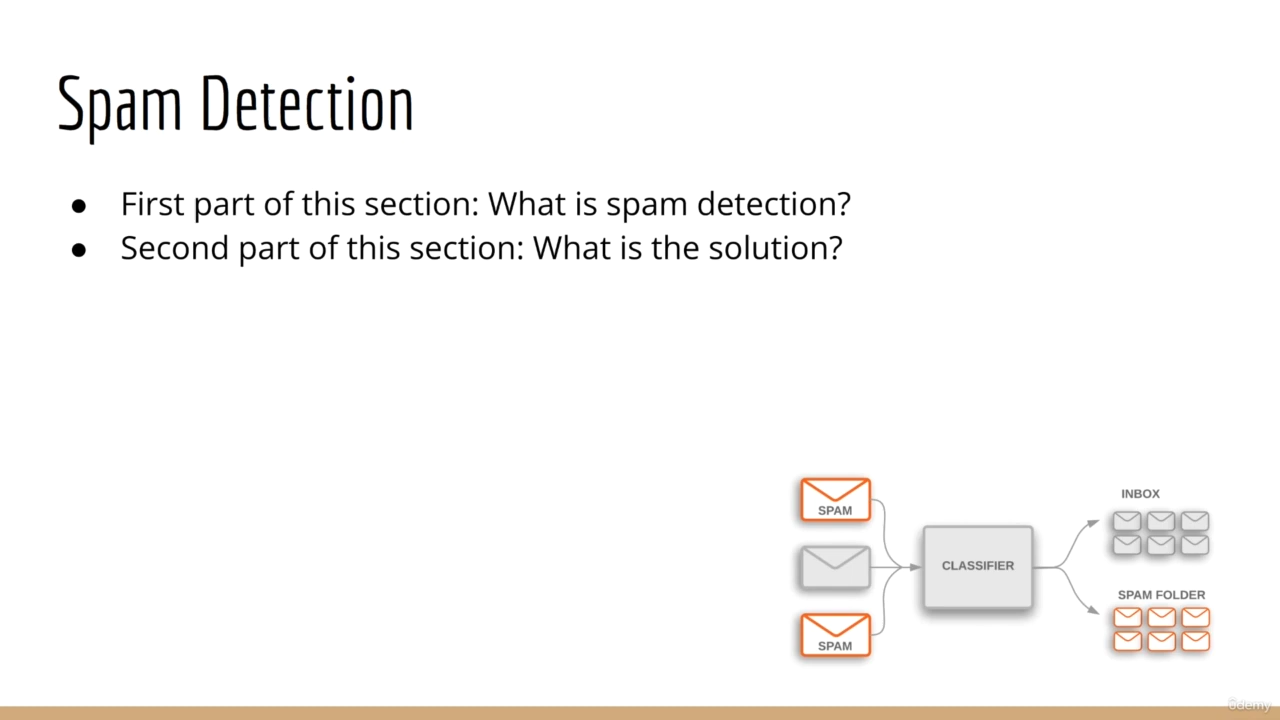 Spam Detection
● First part of this section: What is spam detection?
● Second part of this section: What is the solution?
SPAM
SPAM
CLASSIFIER
INBOX
SPAM FOLDER
ûdemy